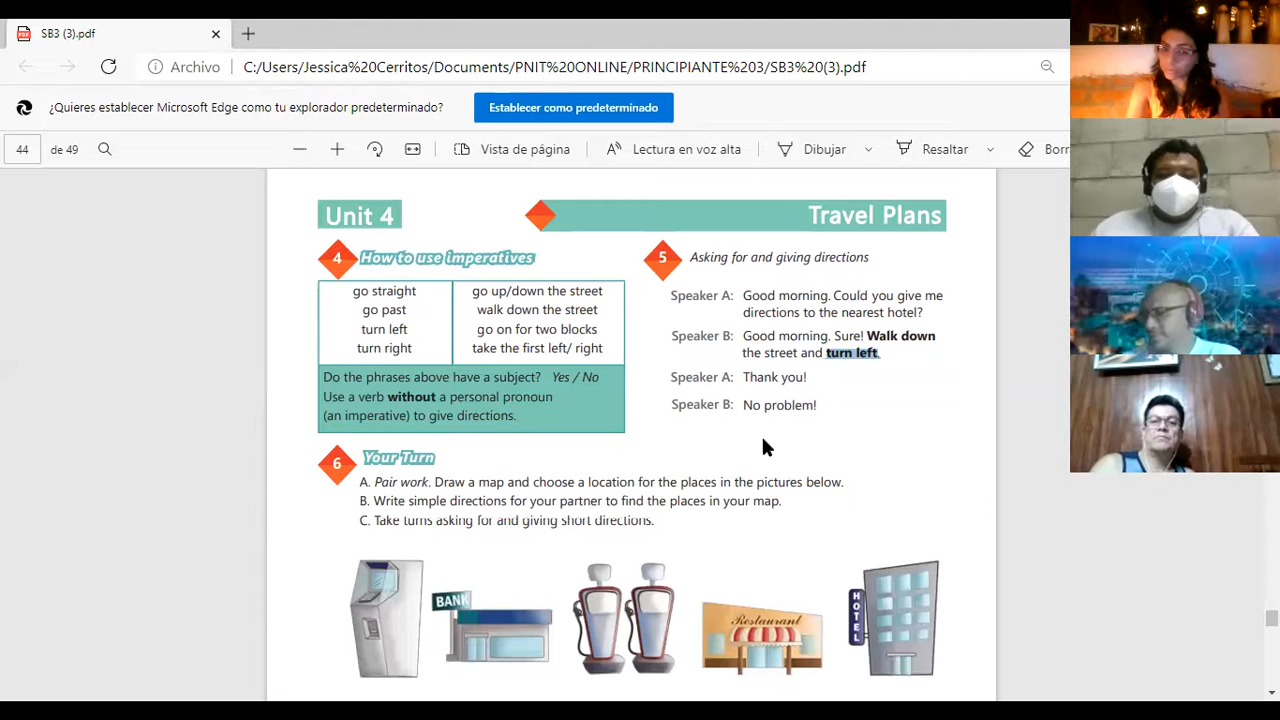 SB3 (3).pdf
Archivo
C:/Users/Jessica%20Cerritos/Documents/PNIT%20ONLINE/PRINCIPIANTE%203/SB3%20(3).pdf
¿Quieres establecer Microsoft Edge como tu explorador predeterminado?
Establecer como predeterminado
44
de 49
Vista de página
Lectura en voz alta
Dibujar
Resaltar
Borr
Unit 4
Travel Plans
4
How to use imperatives
go straight
go past
turn left
turn right
go up/down the street
walk down the street
go on for two blocks
take the first left/ right
Do the phrases above have a subject? Yes / No
Use a verb without a personal pronoun
(an imperative) to give directions.
5
Asking for and giving directions
Speaker A: Good morning. Could you give me
directions to the nearest hotel?
Speaker B: Good morning. Sure! Walk down
the street and turn left.
Speaker A: Thank you!
Speaker B: No problem!
6
Your Turn
A. Pair work. Draw a map and choose a location for the places in the pictures below.
B. Write simple directions for your partner to find the places in your map.
C. Take turns asking for and giving short directions.
BANK
Restaurant
HOTEL